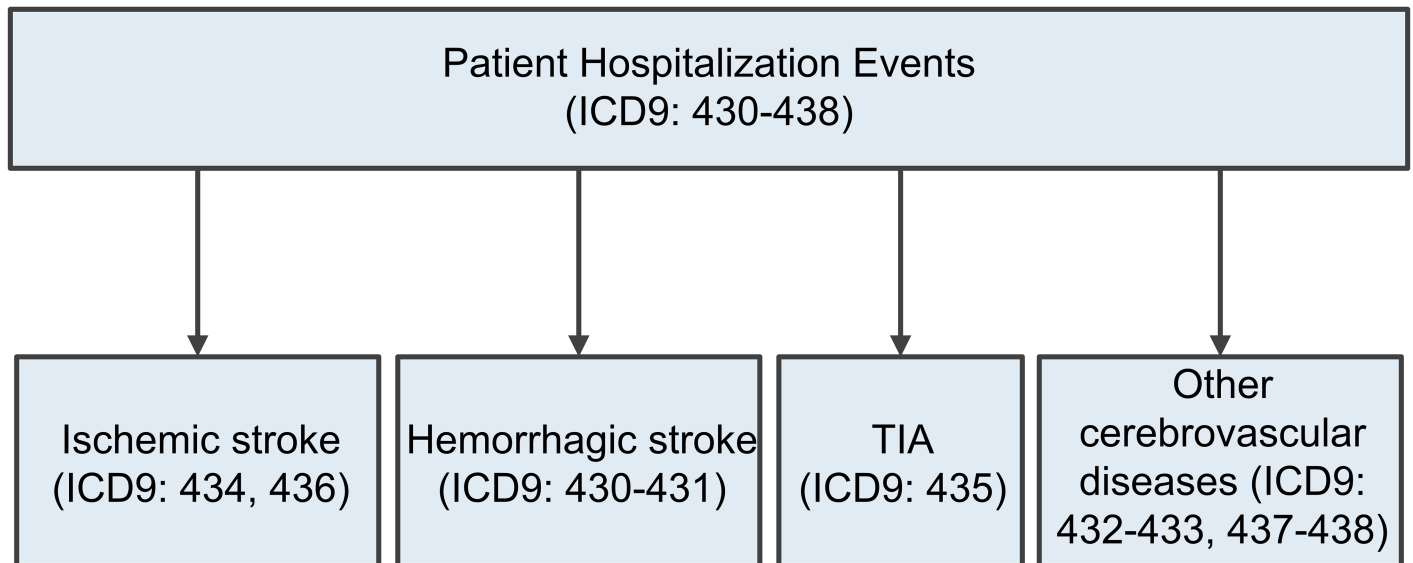 Patient Hospitalization Events
(ICD9: 430-438)
Ischemic stroke
(ICD9: 434, 436)
Hemorrhagic stroke
(ICD9: 430-431)
TIA
(ICD9: 435)
Other
cerebrovascular
diseases (ICD9:
432-433, 437-438)